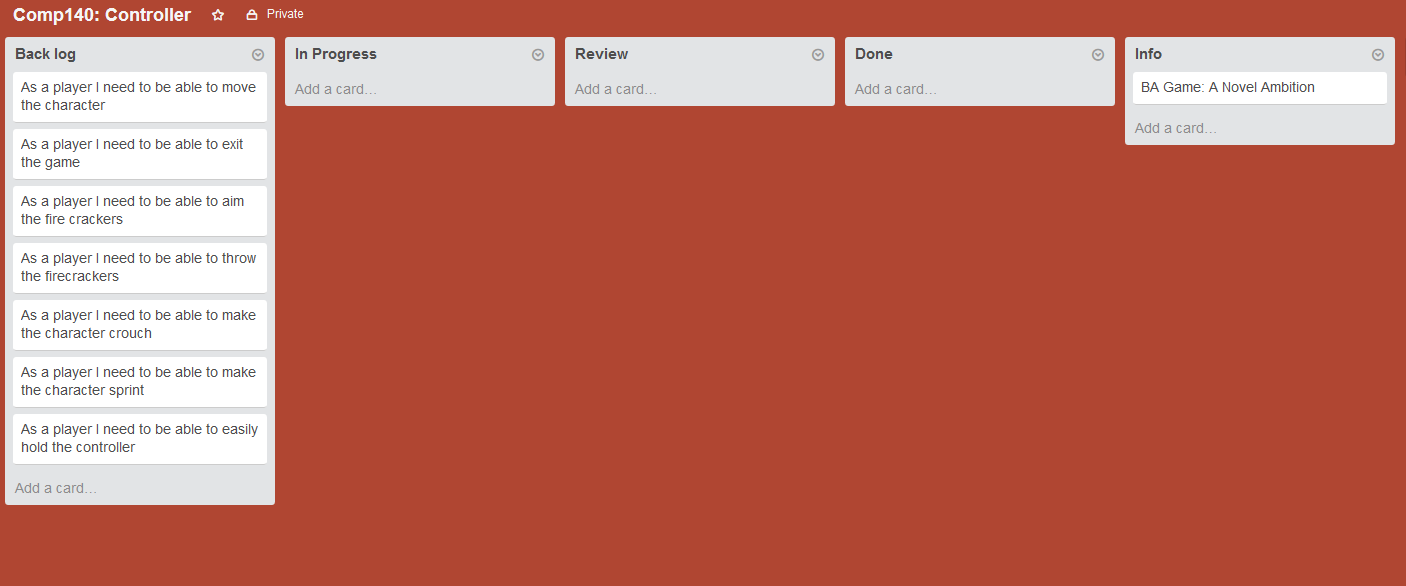 Comp140: Controller Private
Back log
As a player I need to be able to move
the character
As a player I need to be able to exit
the game
As a player I need to be able to aim
the fire crackers
As a player I need to be able to throw
the firecrackers
As a player I need to be able to make
the character crouch
As a player I need to be able to make
the character sprint
As a player I need to be able to easily
hold the controller
Add a card…
In Progress
Add a card…
Review
Add a card…
Done
Add a card…
Info
BA Game: A Novel Ambition
Add a card…